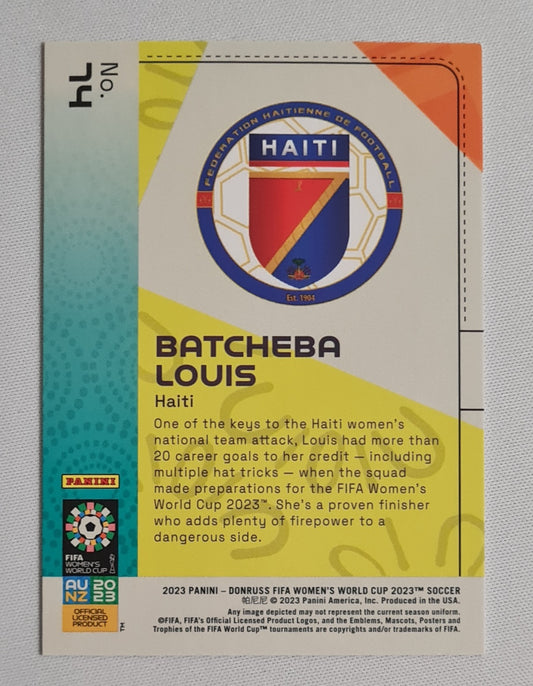 No.
74
FEDERATION HAITIENNE DE FOOTBALL
HAITI
Est. 1904
BATCHEBA
LOUIS
Haiti
One of the keys to the Haiti women's
national team attack, Louis had more than
20 career goals to her credit — including
multiple hat tricks — when the squad
made preparations for the FIFA Women's
World Cup 2023™. She's a proven finisher
who adds plenty of firepower to a
dangerous side.
PANINI
FIFA
WOMEN'S
WORLD CUP
AU 20
NZ 23
OFFICIAL
LICENSED
PRODUCT
™
2023 PANINI – DONRUSS FIFA WOMEN'S WORLD CUP 2023™ SOCCER
帕尼尼 © 2023 Panini America, Inc. Produced in the USA.
Any image depicted may not represent the current season uniform.
©FIFA, FIFA's Official Licensed Product Logos, and the Emblems, Mascots, Posters and
Trophies of the FIFA World Cup™ tournaments are copyrights and/or trademarks of FIFA.